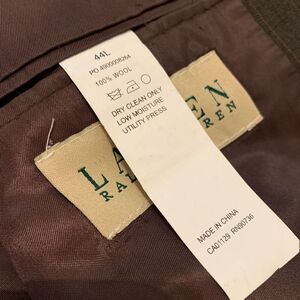 44L
PO 4900008264
100% WOOL
DRY CLEAN ONLY
LOW MOISTURE
UTILITY PRESS
MADE IN CHINA
CA01129 RN90736
LA EN
RAL REN